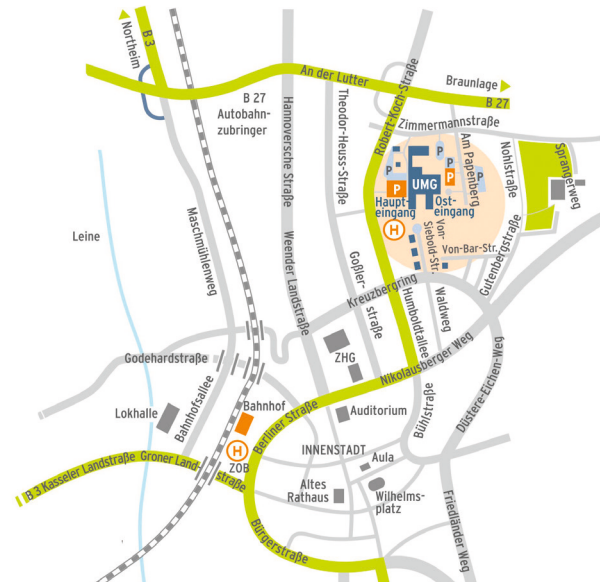 B 3
Northeim
An der Lutter
Braunlage
B 27
B 27
Autobahn-
zubringer
Hannoversche Straße
Theodor-Heuss-Straße
Robert-Koch-Straße
Zimmermannstraße
Am Papenberg
Nohlstraße
Sprangerweg
P
P
P
P
P
P
UMG
Haupt-
eingang
Ost-
eingang
H
Von-
Siebold-Str.
Von-Bar-Str.
Gutenbergstraße
Leine
Maschmühlenweg
Weender Landstraße
Goßler-
straße
Kreuzbergring
Humboldtallee
Waldweg
Godehardstraße
ZHG
Nikolausberger Weg
Düstere-Eichen-Weg
Lokhalle
Bahnhofsallee
Bahnhof
Berliner Straße
Auditorium
Bühlstraße
H
ZOB
INNENSTADT
Aula
B 3 Kasseler Landstraße
Groner Land-
straße
Altes
Rathaus
Wilhelms-
platz
Friedländer Weg
Bürgerstraße